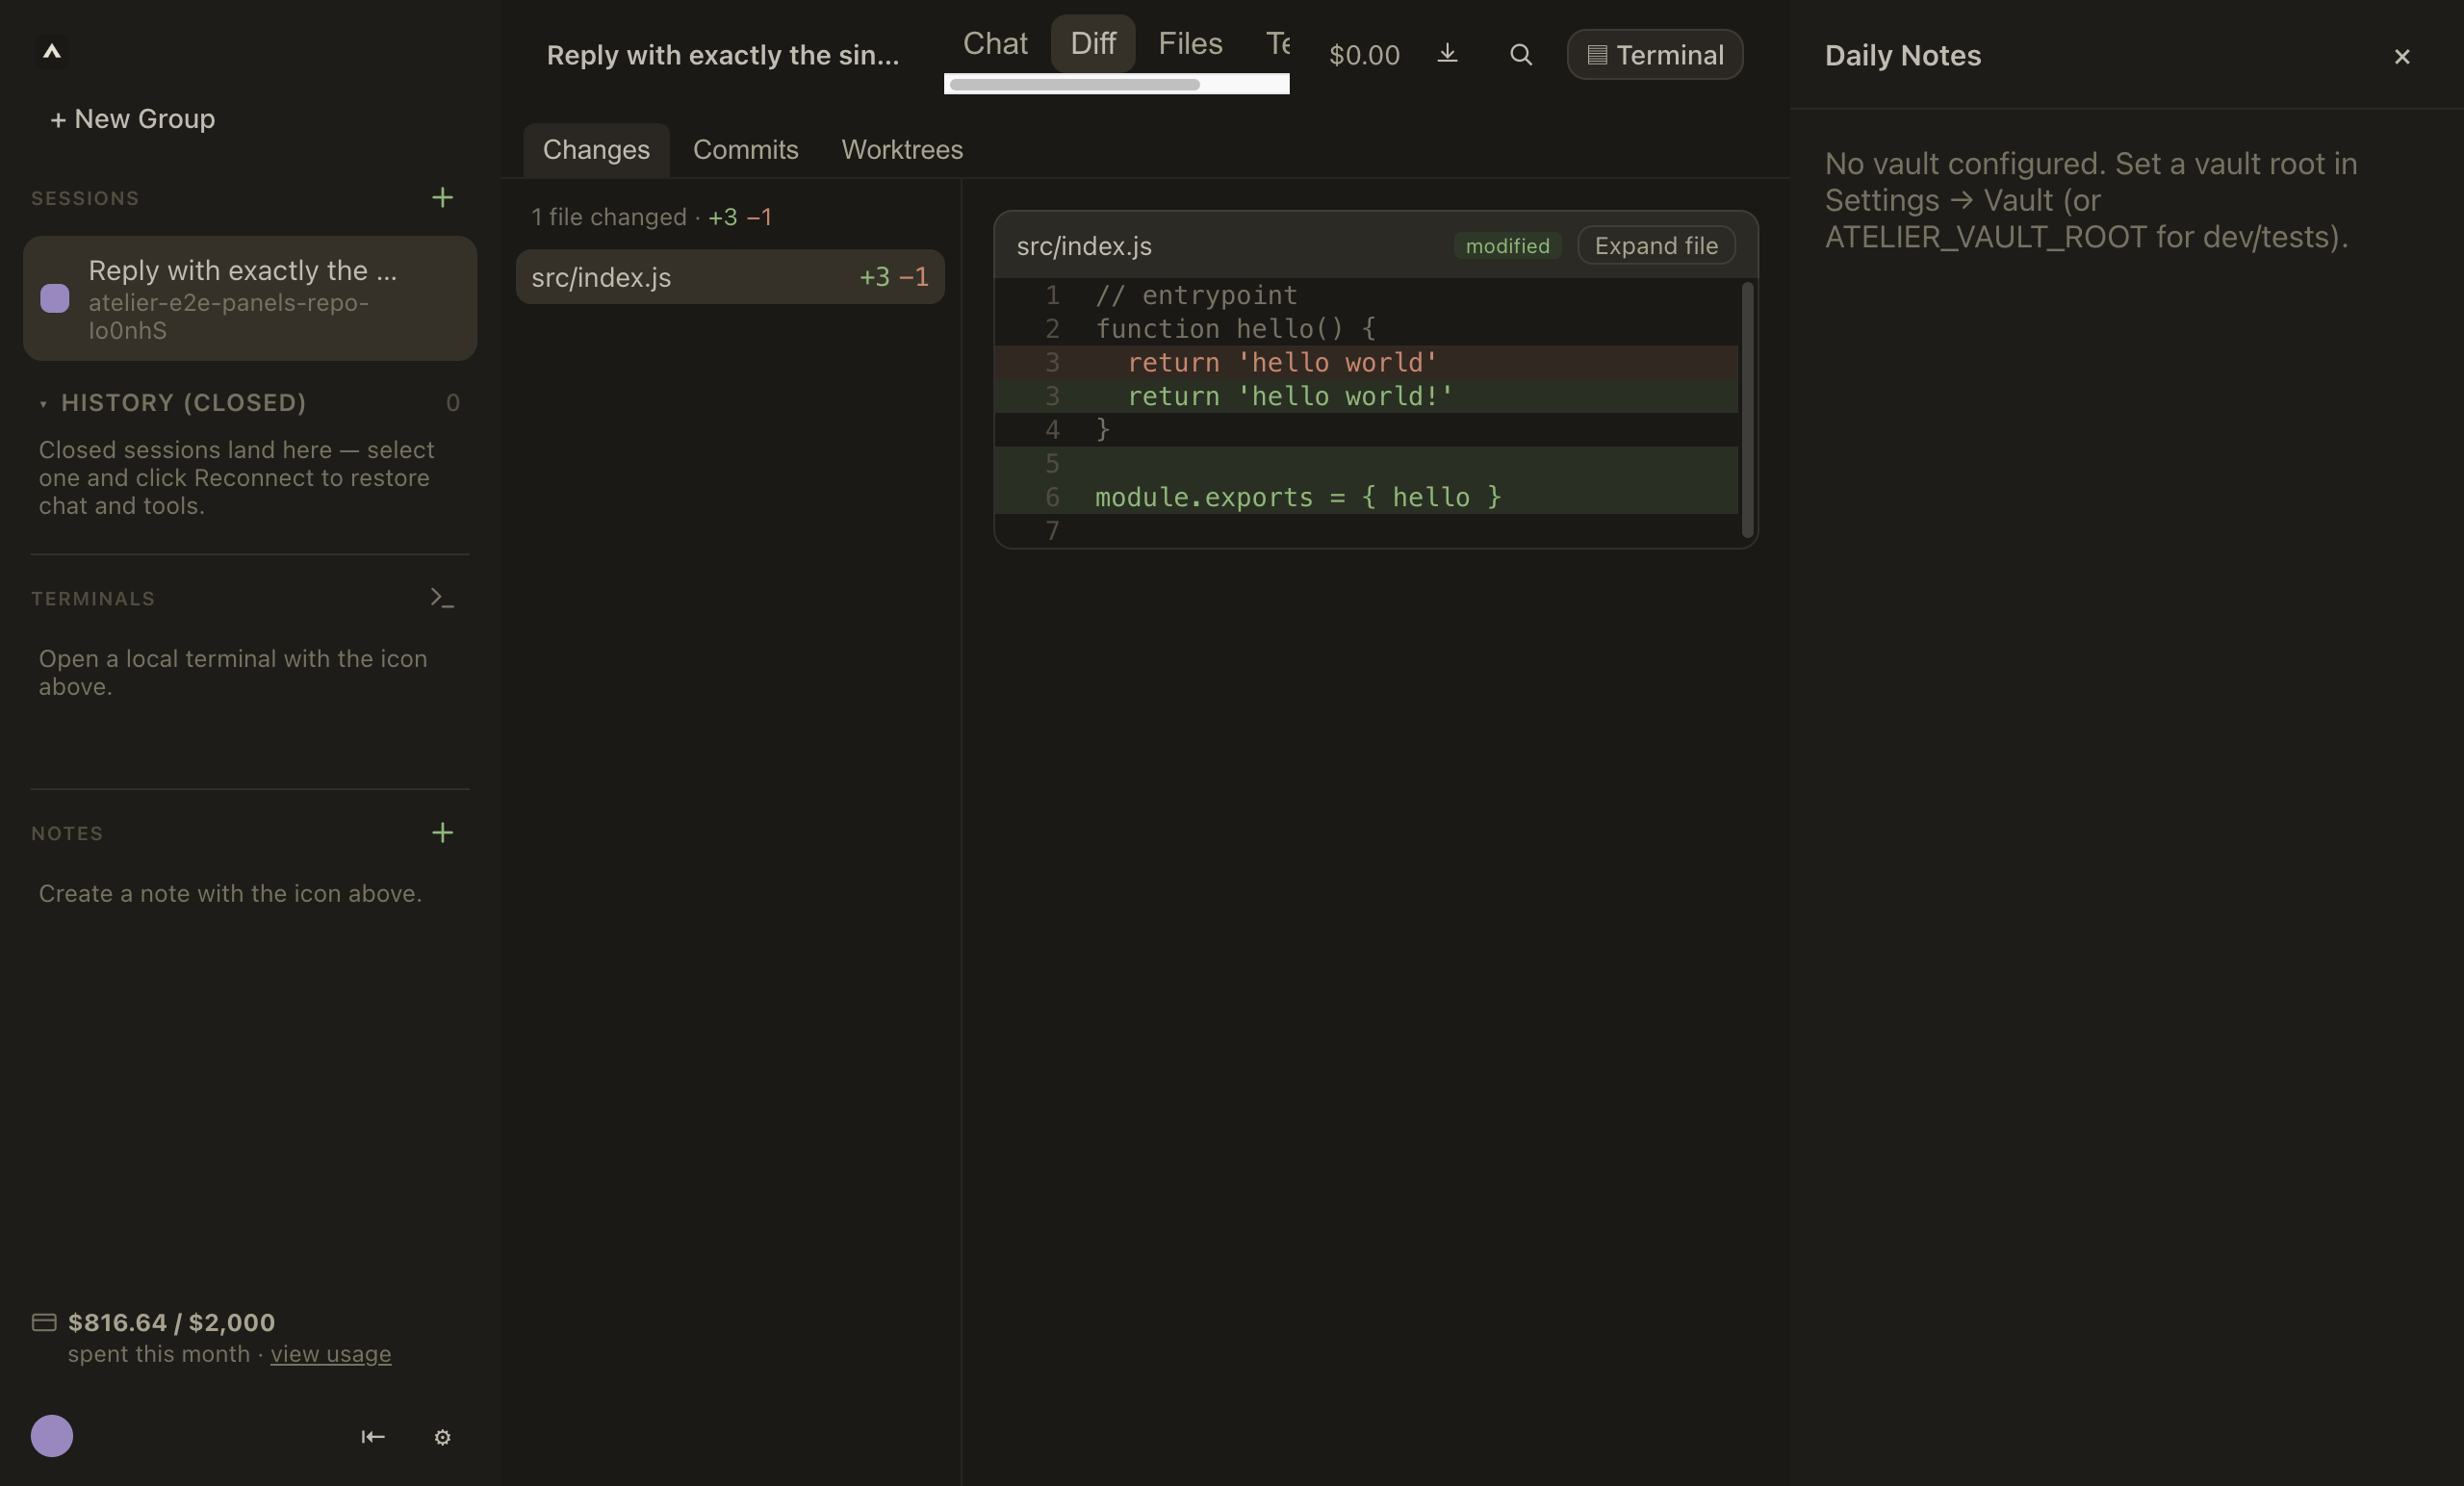 + New Group
SESSIONS
Reply with exactly the ...
atelier-e2e-panels-repo-
Io0nhS
HISTORY (CLOSED) 0
Closed sessions land here — select
one and click Reconnect to restore
chat and tools.
TERMINALS
Open a local terminal with the icon
above.
NOTES
Create a note with the icon above.
$816.64 / $2,000
spent this month · view usage
Reply with exactly the sin...
Chat Diff Files Te
$0.00
Terminal
Changes Commits Worktrees
1 file changed · +3 −1
src/index.js +3 −1
src/index.js modified Expand file
1 // entrypoint
2 function hello() {
3 return 'hello world'
3 return 'hello world!'
4 }
5
6 module.exports = { hello }
7
Daily Notes
No vault configured. Set a vault root in
Settings → Vault (or
ATELIER_VAULT_ROOT for dev/tests).